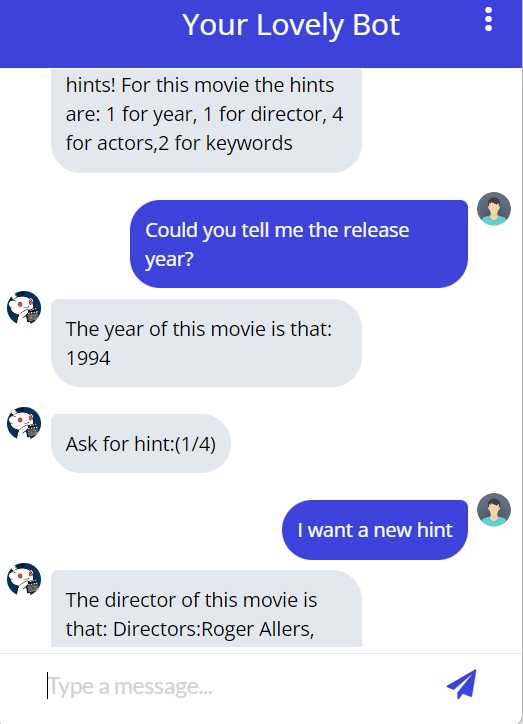 Your Lovely Bot
hints! For this movie the hints
are: 1 for year, 1 for director, 4
for actors,2 for keywords
Could you tell me the release
year?
The year of this movie is that:
1994
Ask for hint:(1/4)
I want a new hint
The director of this movie is
that: Directors:Roger Allers,
Type a message...